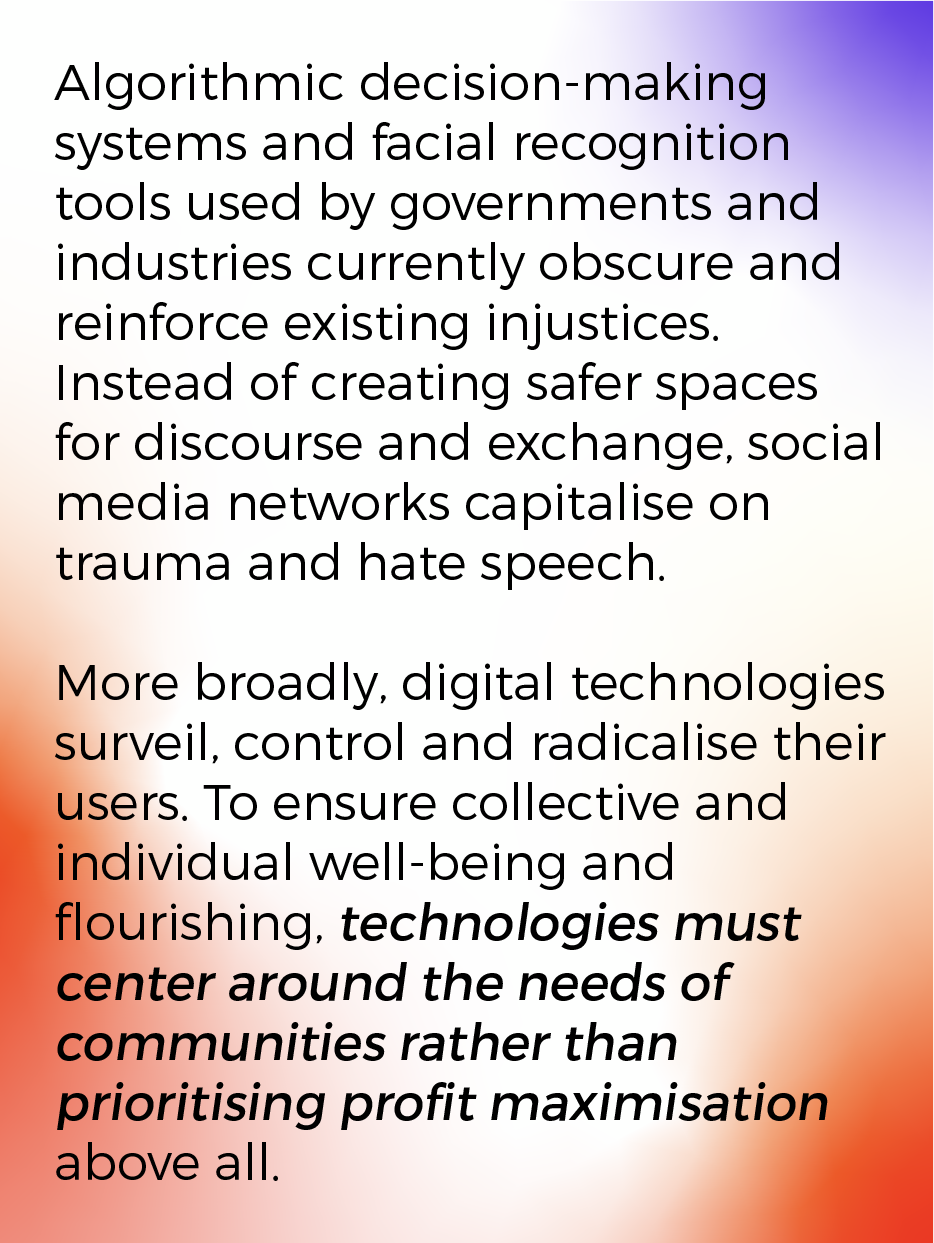 Algorithmic decision-making
systems and facial recognition
tools used by governments and
industries currently obscure and
reinforce existing injustices.
Instead of creating safer spaces
for discourse and exchange, social
media networks capitalise on
trauma and hate speech.
More broadly, digital technologies
surveil, control and radicalise their
users. To ensure collective and
individual well-being and
flourishing, technologies must
center around the needs of
communities rather than
prioritising profit maximisation
above all.